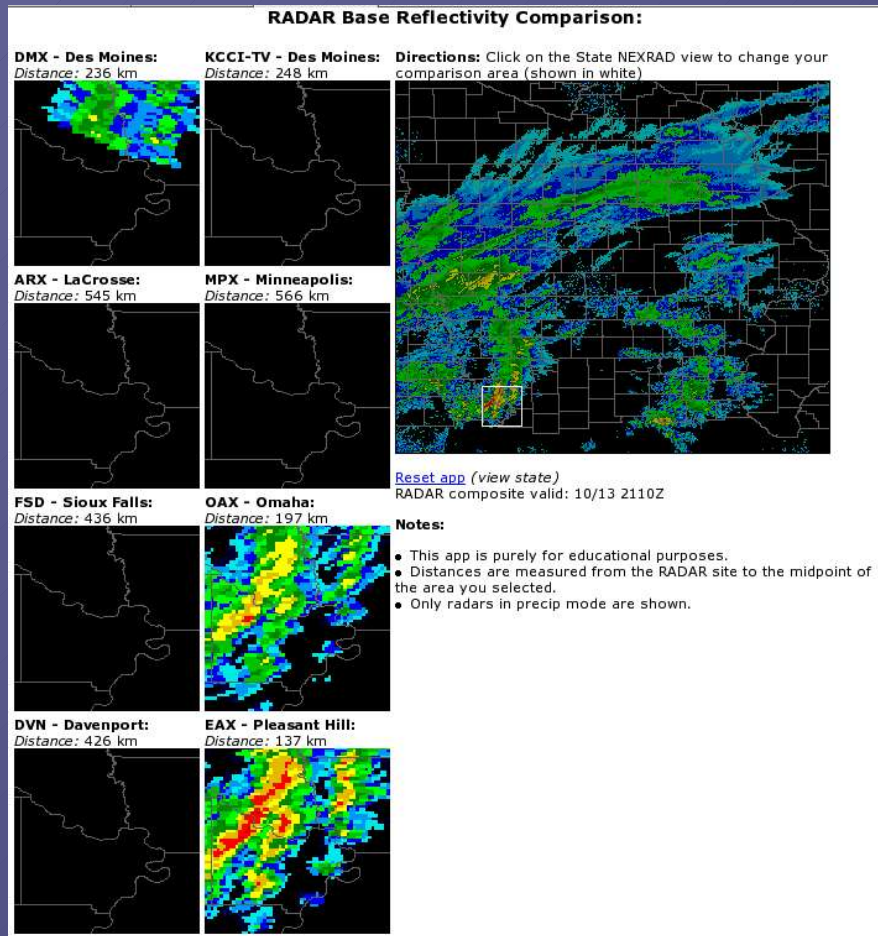 RADAR Base Reflectivity Comparison:
DMX - Des Moines:
Distance: 236 km
KCCI-TV - Des Moines:
Distance: 248 km
ARX - LaCrosse:
Distance: 545 km
MPX - Minneapolis:
Distance: 566 km
FSD - Sioux Falls:
Distance: 436 km
OAX - Omaha:
Distance: 197 km
DVN - Davenport:
Distance: 426 km
EAX - Pleasant Hill:
Distance: 137 km
Directions: Click on the State NEXRAD view to change your
comparison area (shown in white)
Reset app (view state)
RADAR composite valid: 10/13 2110Z
Notes:
• This app is purely for educational purposes.
• Distances are measured from the RADAR site to the midpoint of
the area you selected.
• Only radars in precip mode are shown.